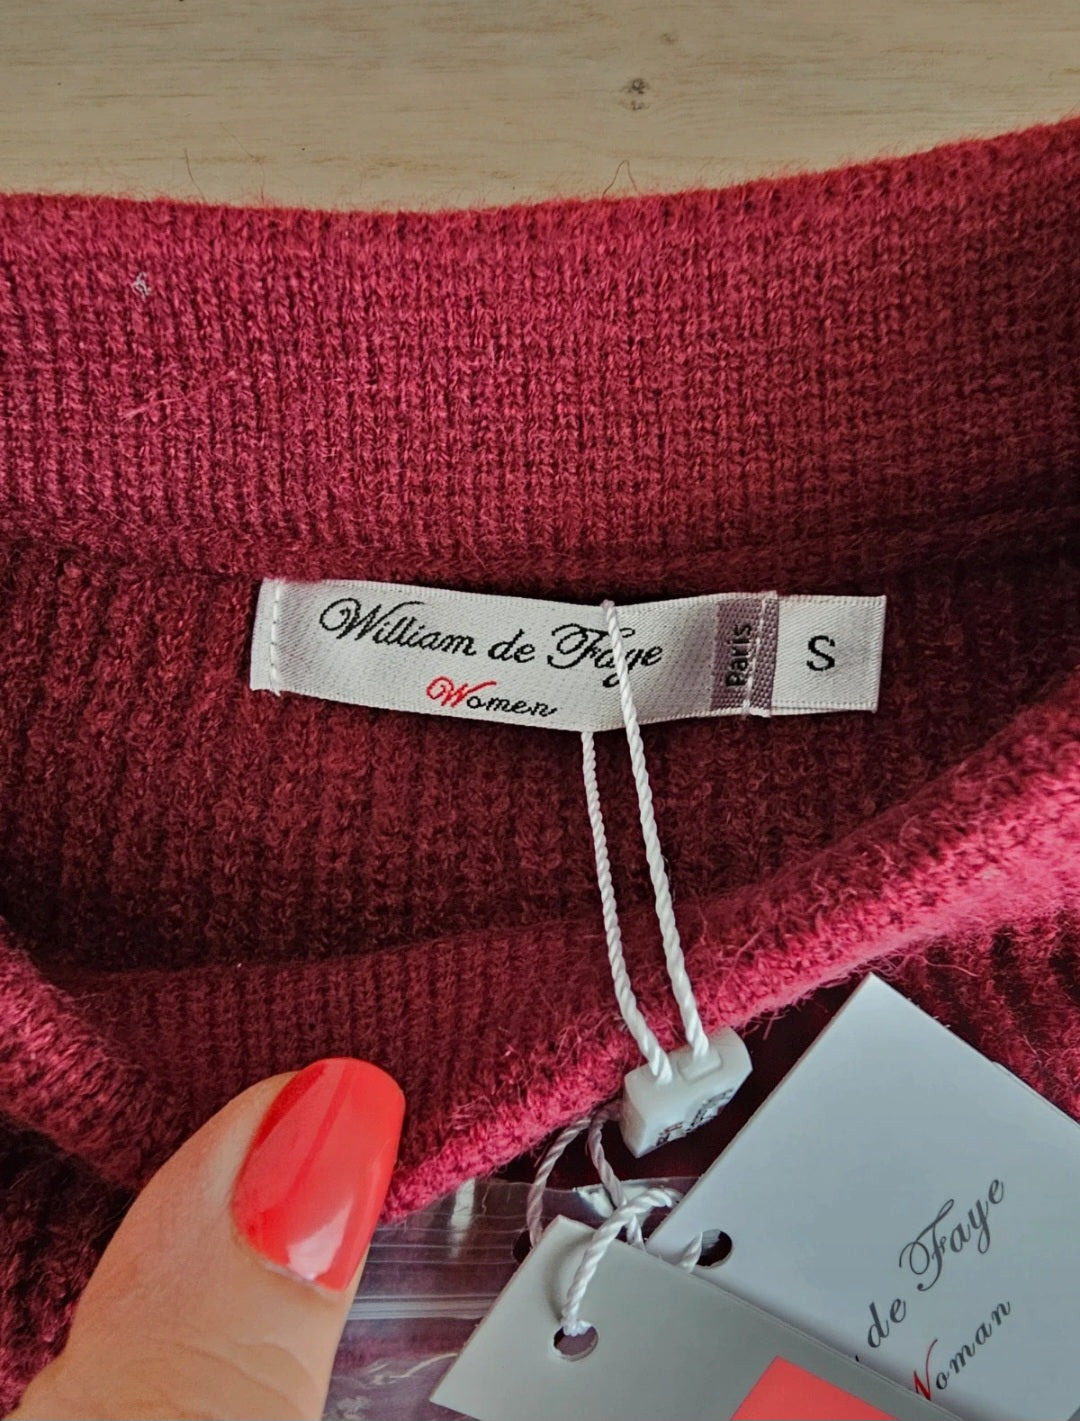 William de Faye
Women
Paris
S
de Faye
Woman